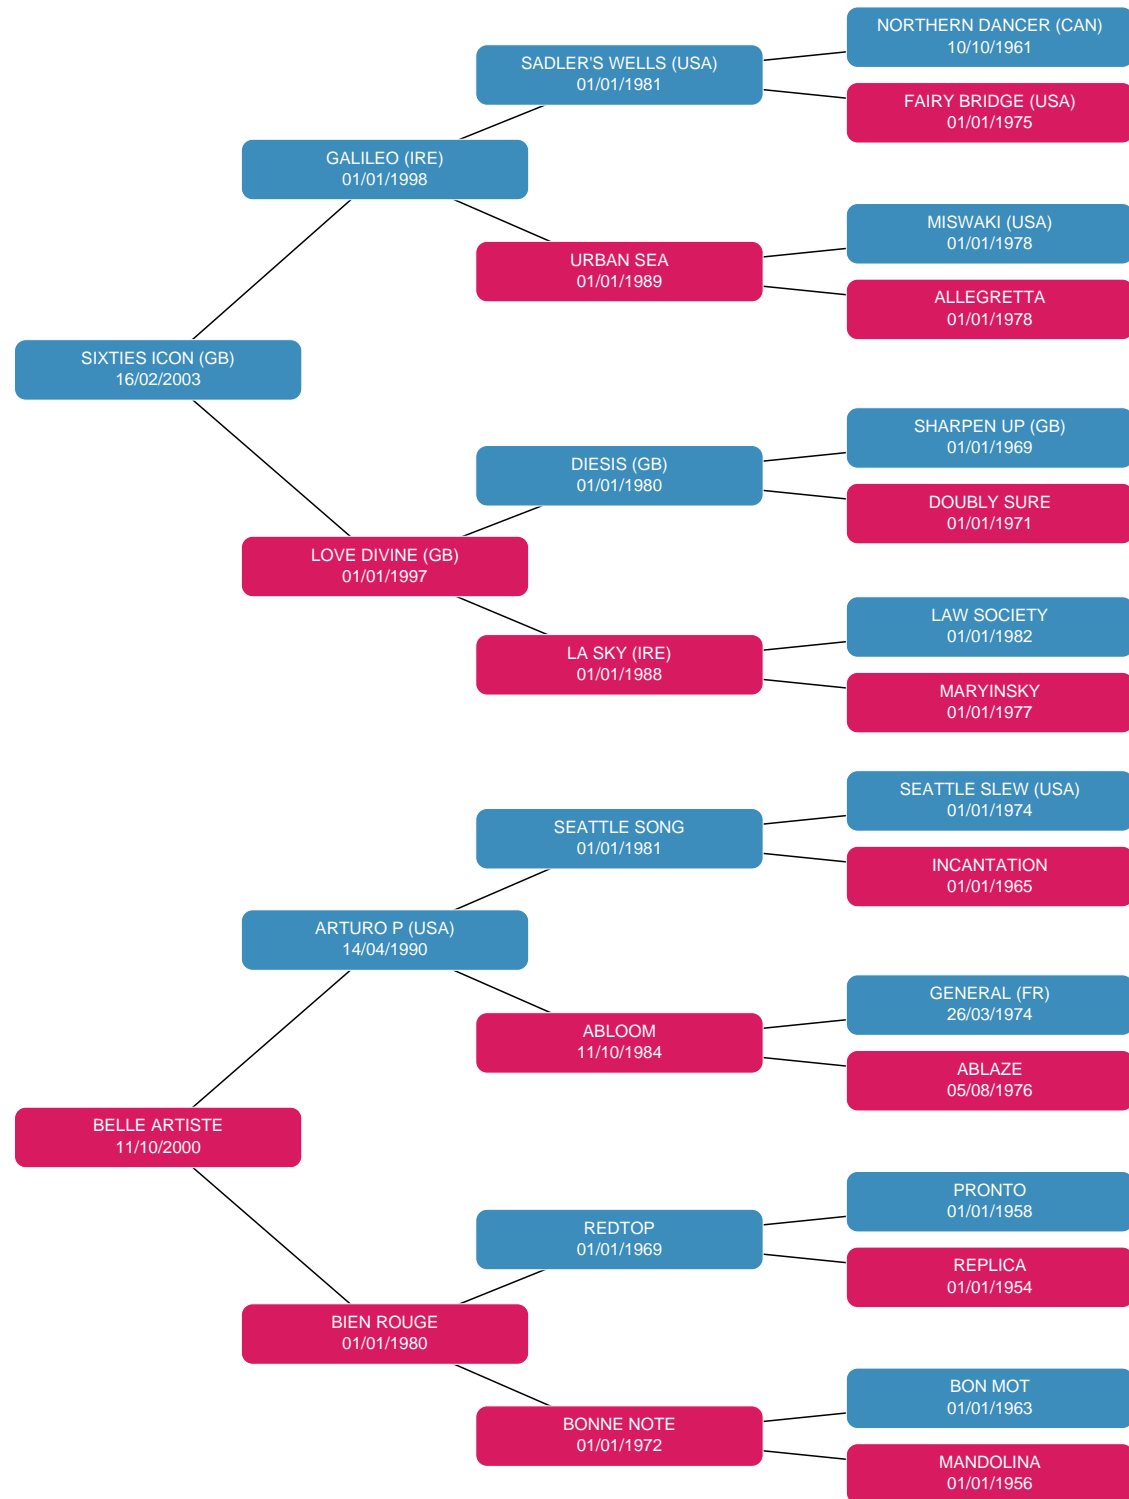 NORTHERN DANCER (CAN)
10/10/1961
SADLER'S WELLS (USA)
01/01/1981
FAIRY BRIDGE (USA)
01/01/1975
GALILEO (IRE)
01/01/1998
MISWAKI (USA)
01/01/1978
URBAN SEA
01/01/1989
ALLEGRETTA
01/01/1978
SIXTIES ICON (GB)
16/02/2003
SHARPEN UP (GB)
01/01/1969
DIESIS (GB)
01/01/1980
DOUBLY SURE
01/01/1971
LOVE DIVINE (GB)
01/01/1997
LAW SOCIETY
01/01/1982
LA SKY (IRE)
01/01/1988
MARYINSKY
01/01/1977
SEATTLE SLEW (USA)
01/01/1974
SEATTLE SONG
01/01/1981
INCANTATION
01/01/1965
ARTURO P (USA)
14/04/1990
GENERAL (FR)
26/03/1974
ABLOOM
11/10/1984
ABLAZE
05/08/1976
BELLE ARTISTE
11/10/2000
PRONTO
01/01/1958
REDTOP
01/01/1969
REPLICA
01/01/1954
BIEN ROUGE
01/01/1980
BON MOT
01/01/1963
BONNE NOTE
01/01/1972
MANDOLINA
01/01/1956